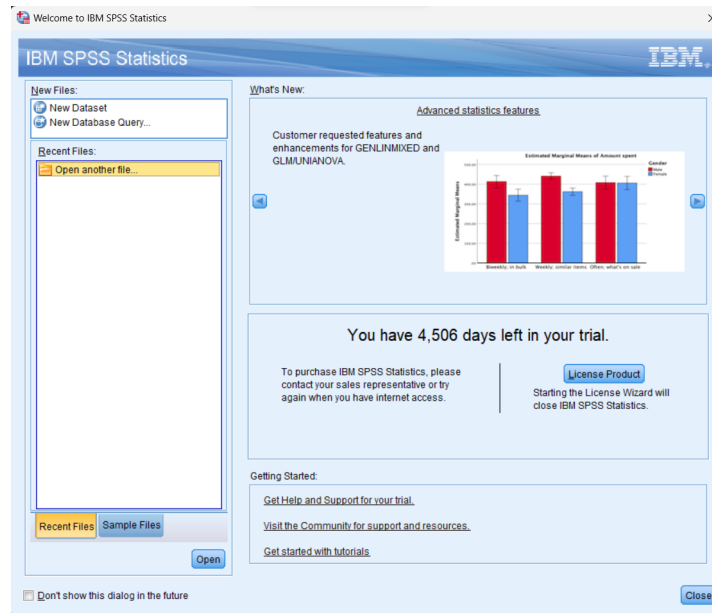 Welcome to IBM SPSS Statistics
IBM SPSS Statistics
IBM.
New Files:
New Dataset
New Database Query...
Recent Files:
Open another file...
Recent Files
Sample Files
Open
What's New:
Advanced statistics features
Customer requested features and
enhancements for GENLINMIXED and
GLM/UNIANOVA.
Estimated Marginal Means of Amount spent
Gender
Male
Female
Estimated Marginal Means
Biweekly; in bulk
Weekly; similar items
Often; what's on sale
You have 4,506 days left in your trial.
To purchase IBM SPSS Statistics, please
contact your sales representative or try
again when you have internet access.
License Product
Starting the License Wizard will
close IBM SPSS Statistics.
Getting Started:
Get Help and Support for your trial.
Visit the Community for support and resources.
Get started with tutorials
Don't show this dialog in the future
Close